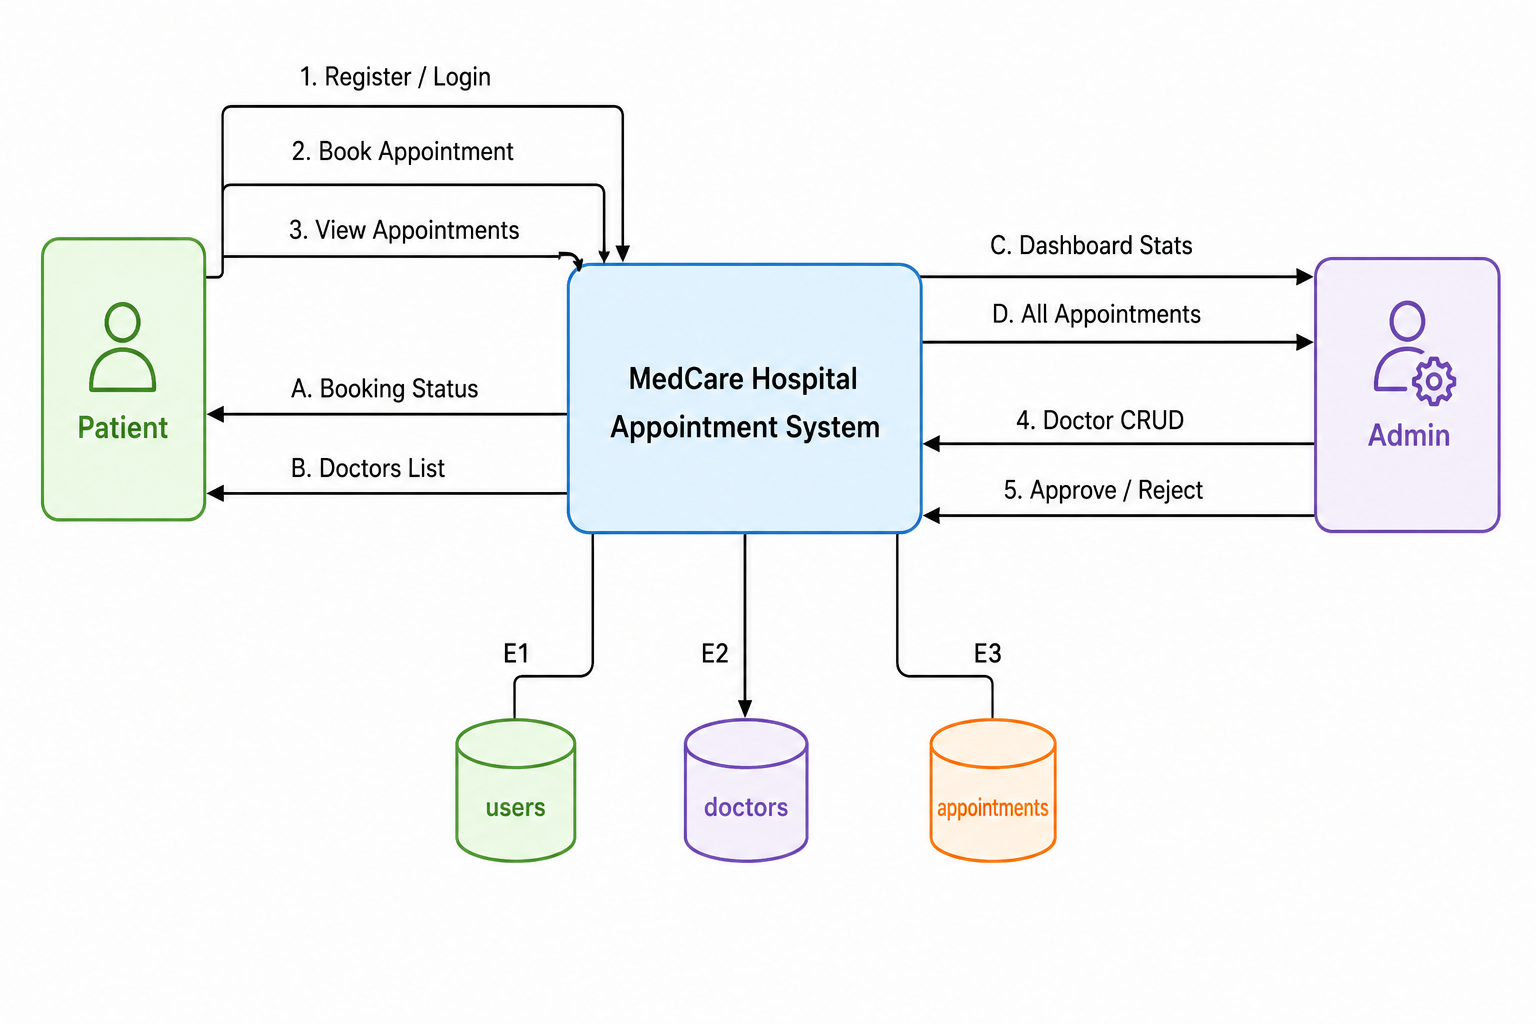 1. Register / Login
2. Book Appointment
3. View Appointments
A. Booking Status
B. Doctors List
Patient
MedCare Hospital
Appointment System
C. Dashboard Stats
D. All Appointments
4. Doctor CRUD
5. Approve / Reject
Admin
E1
E2
E3
users
doctors
appointments